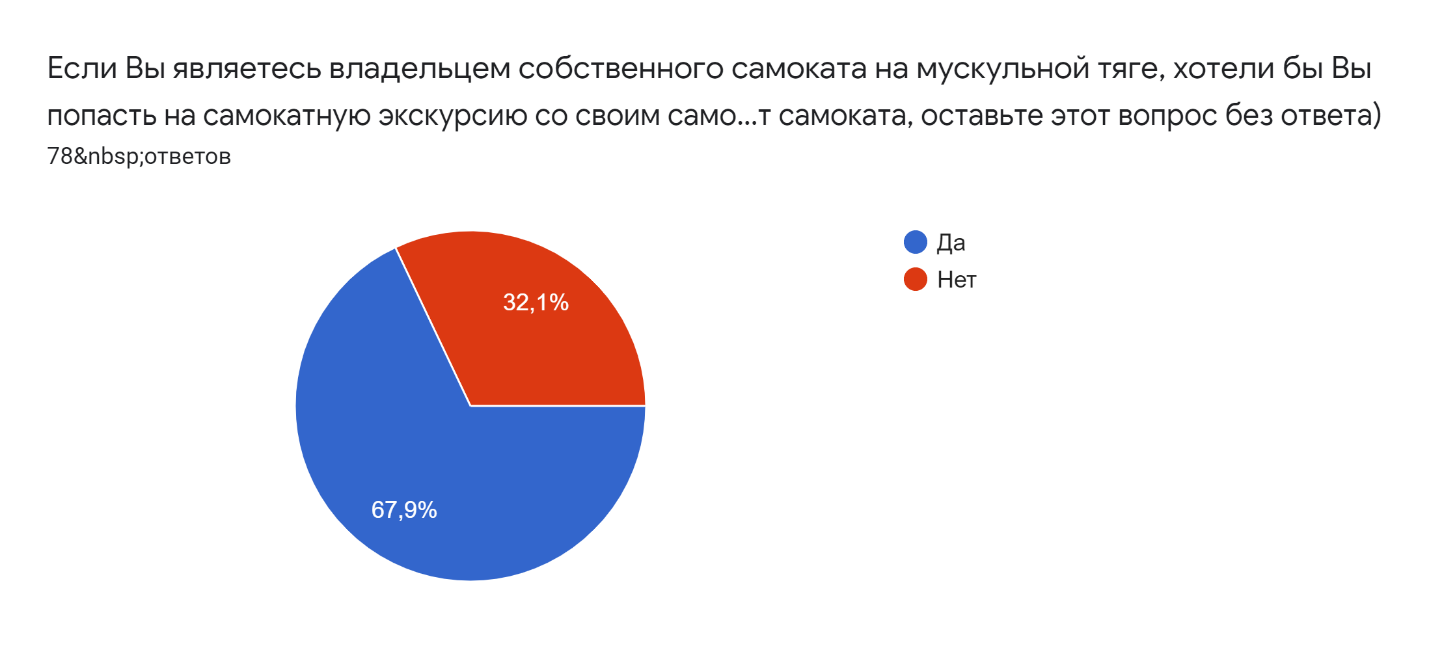 Если Вы являетесь владельцем собственного самоката на мускульной тяге, хотели бы Вы
попасть на самокатную экскурсию со своим само...т самоката, оставьте этот вопрос без ответа)
78&nbsp;ответов
Да
Нет
32,1%
67,9%